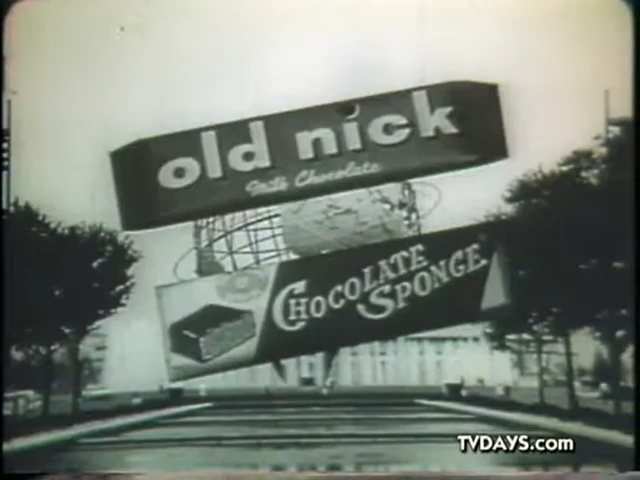 old nick
Milk Chocolate
CHOCOLATE
SPONGE
TVDAYS.com